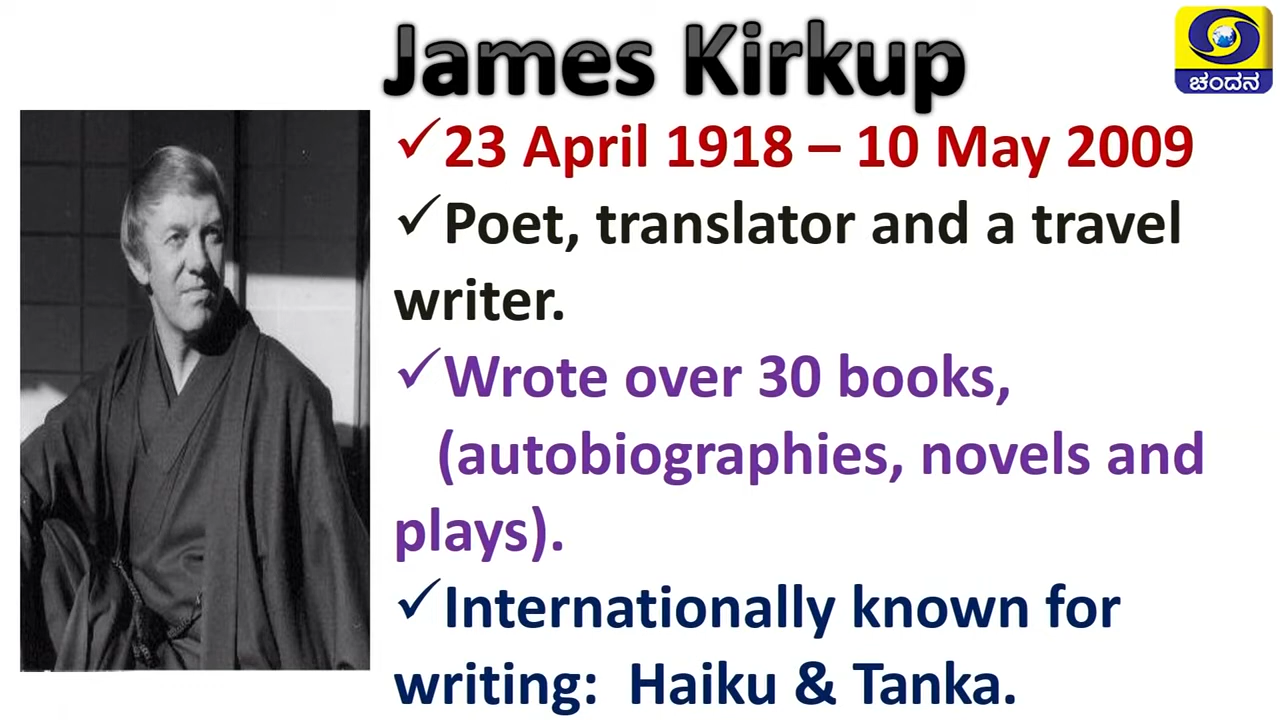 James Kirkup
ಚಂದನ
✓23 April 1918 – 10 May 2009
✓Poet, translator and a travel
writer.
✓Wrote over 30 books,
(autobiographies, novels and
plays).
✓Internationally known for
writing: Haiku & Tanka.